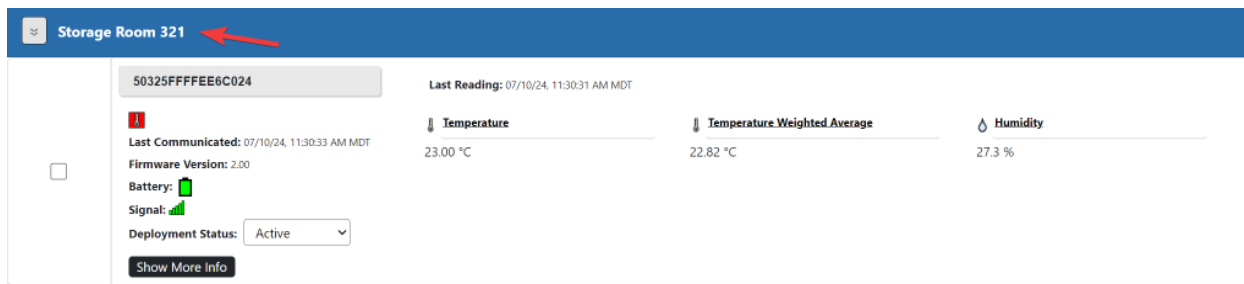 Storage Room 321
50325FFFFEE6C024
Last Reading: 07/10/24, 11:30:31 AM MDT
Temperature
Temperature Weighted Average
Humidity
23.00 °C
22.82 °C
27.3 %
Last Communicated: 07/10/24, 11:30:33 AM MDT
Firmware Version: 2.00
Battery:
Signal:
Deployment Status: Active
Show More Info